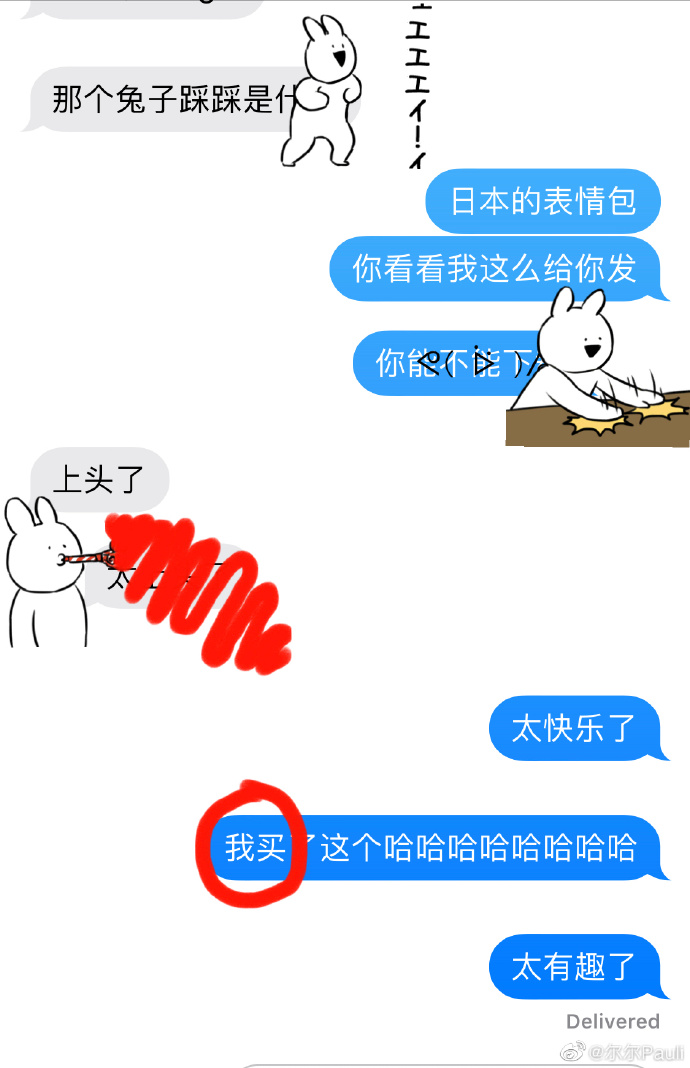 那个兔子踩踩是什
エエエエイ！イ
日本的表情包
你看看我这么给你发
你能不能下
上头了
太
太快乐了
我买了这个哈哈哈哈哈哈哈哈
太有趣了
Delivered
@尔尔Pauli